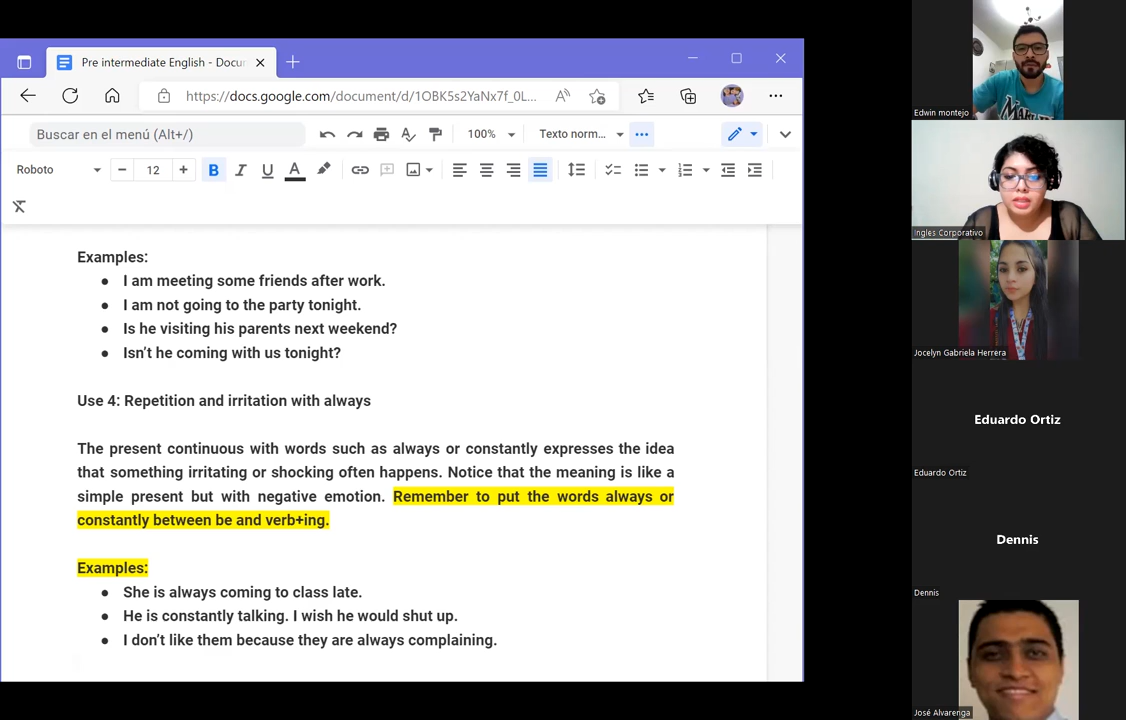 Pre intermediate English - Docu
https://docs.google.com/document/d/1OBK5s2YaNx7f_0L...
Buscar en el menú (Alt+/)
100%
Texto norm...
Roboto
12
B
I
U
A
Examples:
● I am meeting some friends after work.
● I am not going to the party tonight.
● Is he visiting his parents next weekend?
● Isn't he coming with us tonight?
Use 4: Repetition and irritation with always
The present continuous with words such as always or constantly expresses the idea
that something irritating or shocking often happens. Notice that the meaning is like a
simple present but with negative emotion. Remember to put the words always or
constantly between be and verb+ing.
Examples:
● She is always coming to class late.
● He is constantly talking. I wish he would shut up.
● I don't like them because they are always complaining.
Edwin montejo
Ingles Corporativo
Jocelyn Gabriela Herrera
Eduardo Ortiz
Eduardo Ortiz
Dennis
Dennis
José Alvarenga